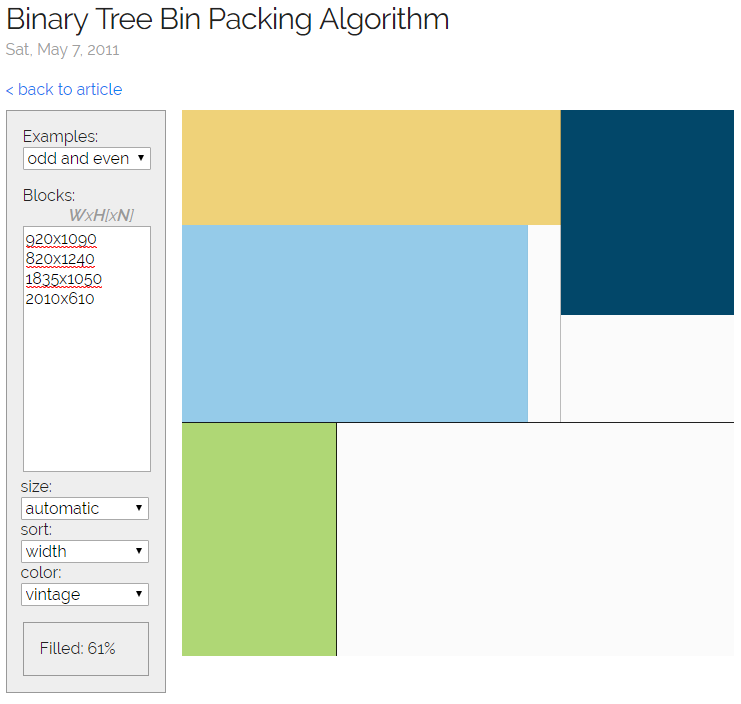 Binary Tree Bin Packing Algorithm
Sat, May 7, 2011
< back to article
Examples:
odd and even
Blocks:
WxH[xN]
920x1090
820x1240
1835x1050
2010x610
size:
automatic
sort:
width
color:
vintage
Filled: 61%